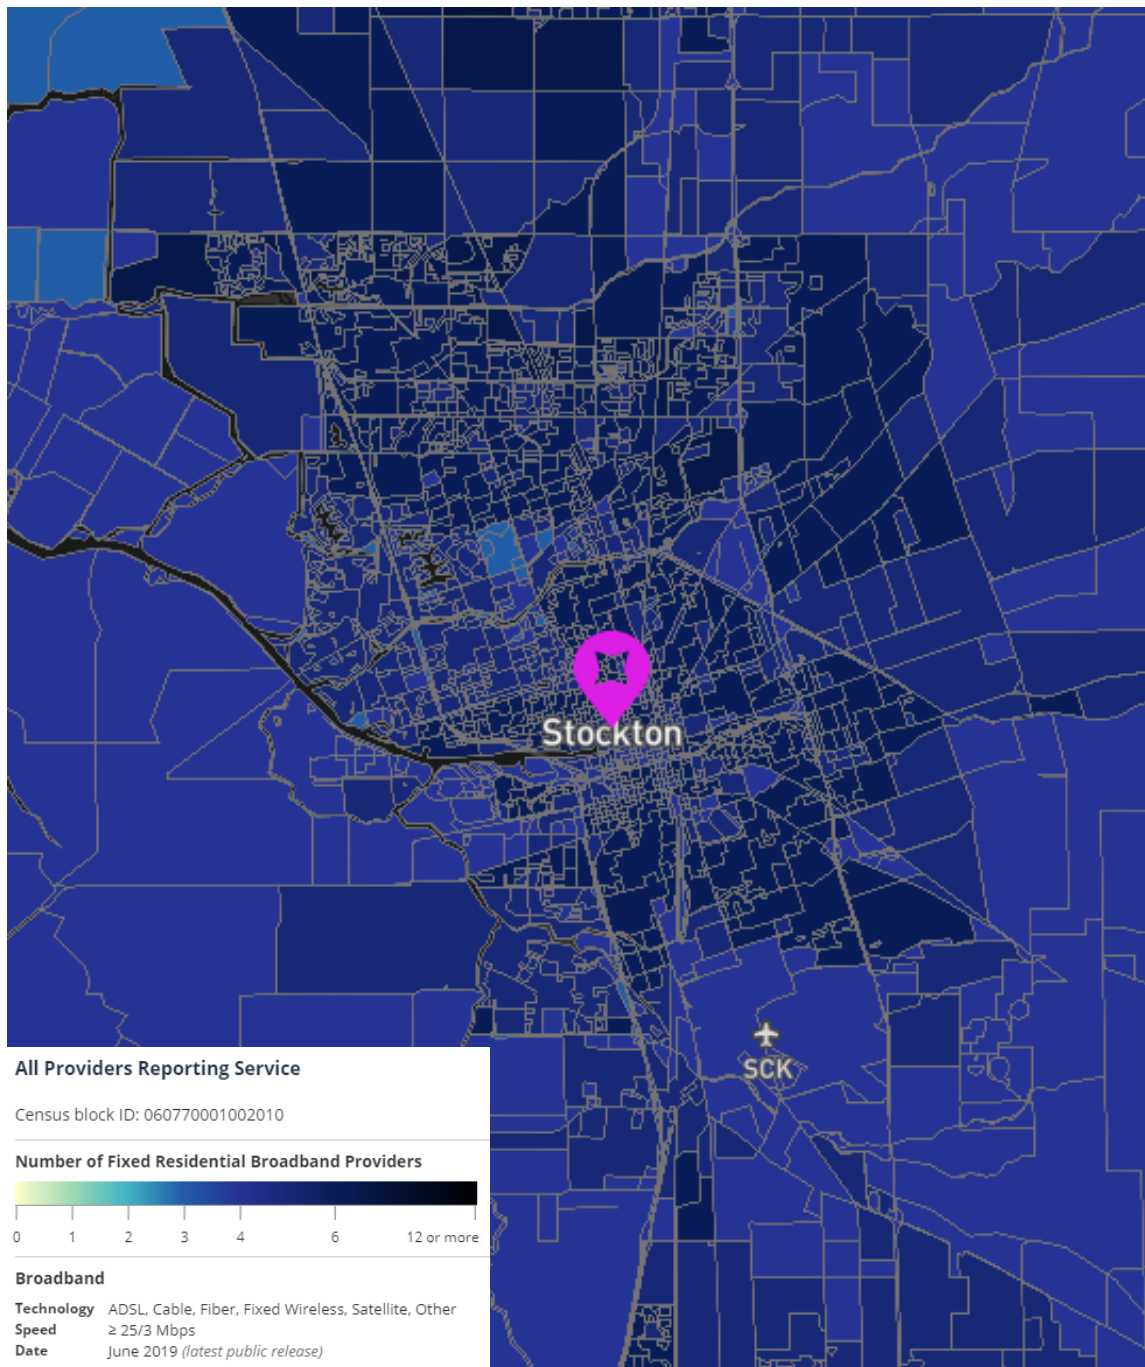 Stockton
SCK
All Providers Reporting Service
Census block ID: 060770001002010
Number of Fixed Residential Broadband Providers
0 1 2 3 4 6 12 or more
Broadband
Technology ADSL, Cable, Fiber, Fixed Wireless, Satellite, Other
Speed ≥ 25/3 Mbps
Date June 2019 (latest public release)